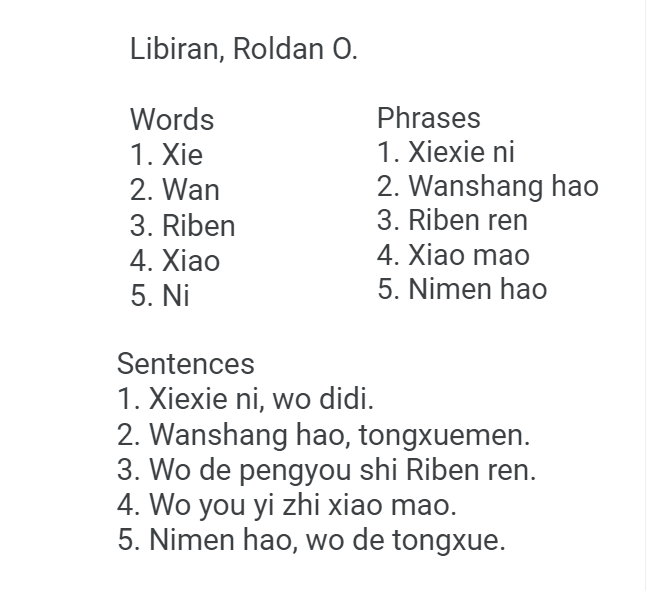 Libiran, Roldan O.
Words
1. Xie
2. Wan
3. Riben
4. Xiao
5. Ni
Phrases
1. Xiexie ni
2. Wanshang hao
3. Riben ren
4. Xiao mao
5. Nimen hao
Sentences
1. Xiexie ni, wo didi.
2. Wanshang hao, tongxuemen.
3. Wo de pengyou shi Riben ren.
4. Wo you yi zhi xiao mao.
5. Nimen hao, wo de tongxue.